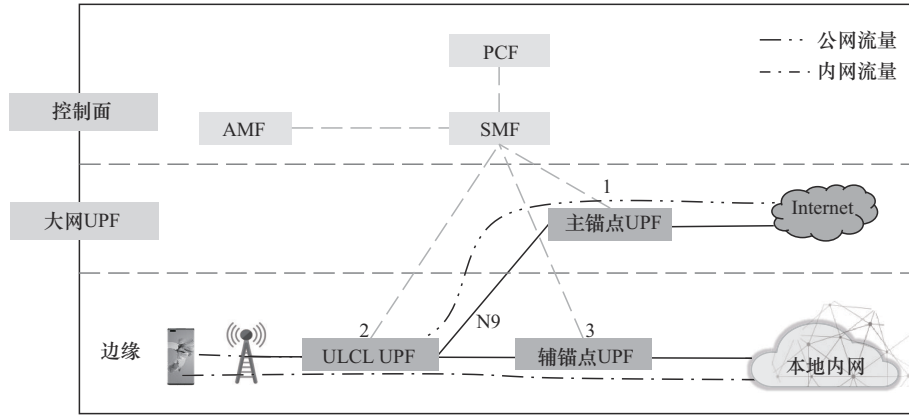 PCF
公网流量
内网流量
控制面
AMF
SMF
1
大网UPF
主锚点UPF
Internet
N9
边缘
2
ULCL UPF
3
辅锚点UPF
本地内网